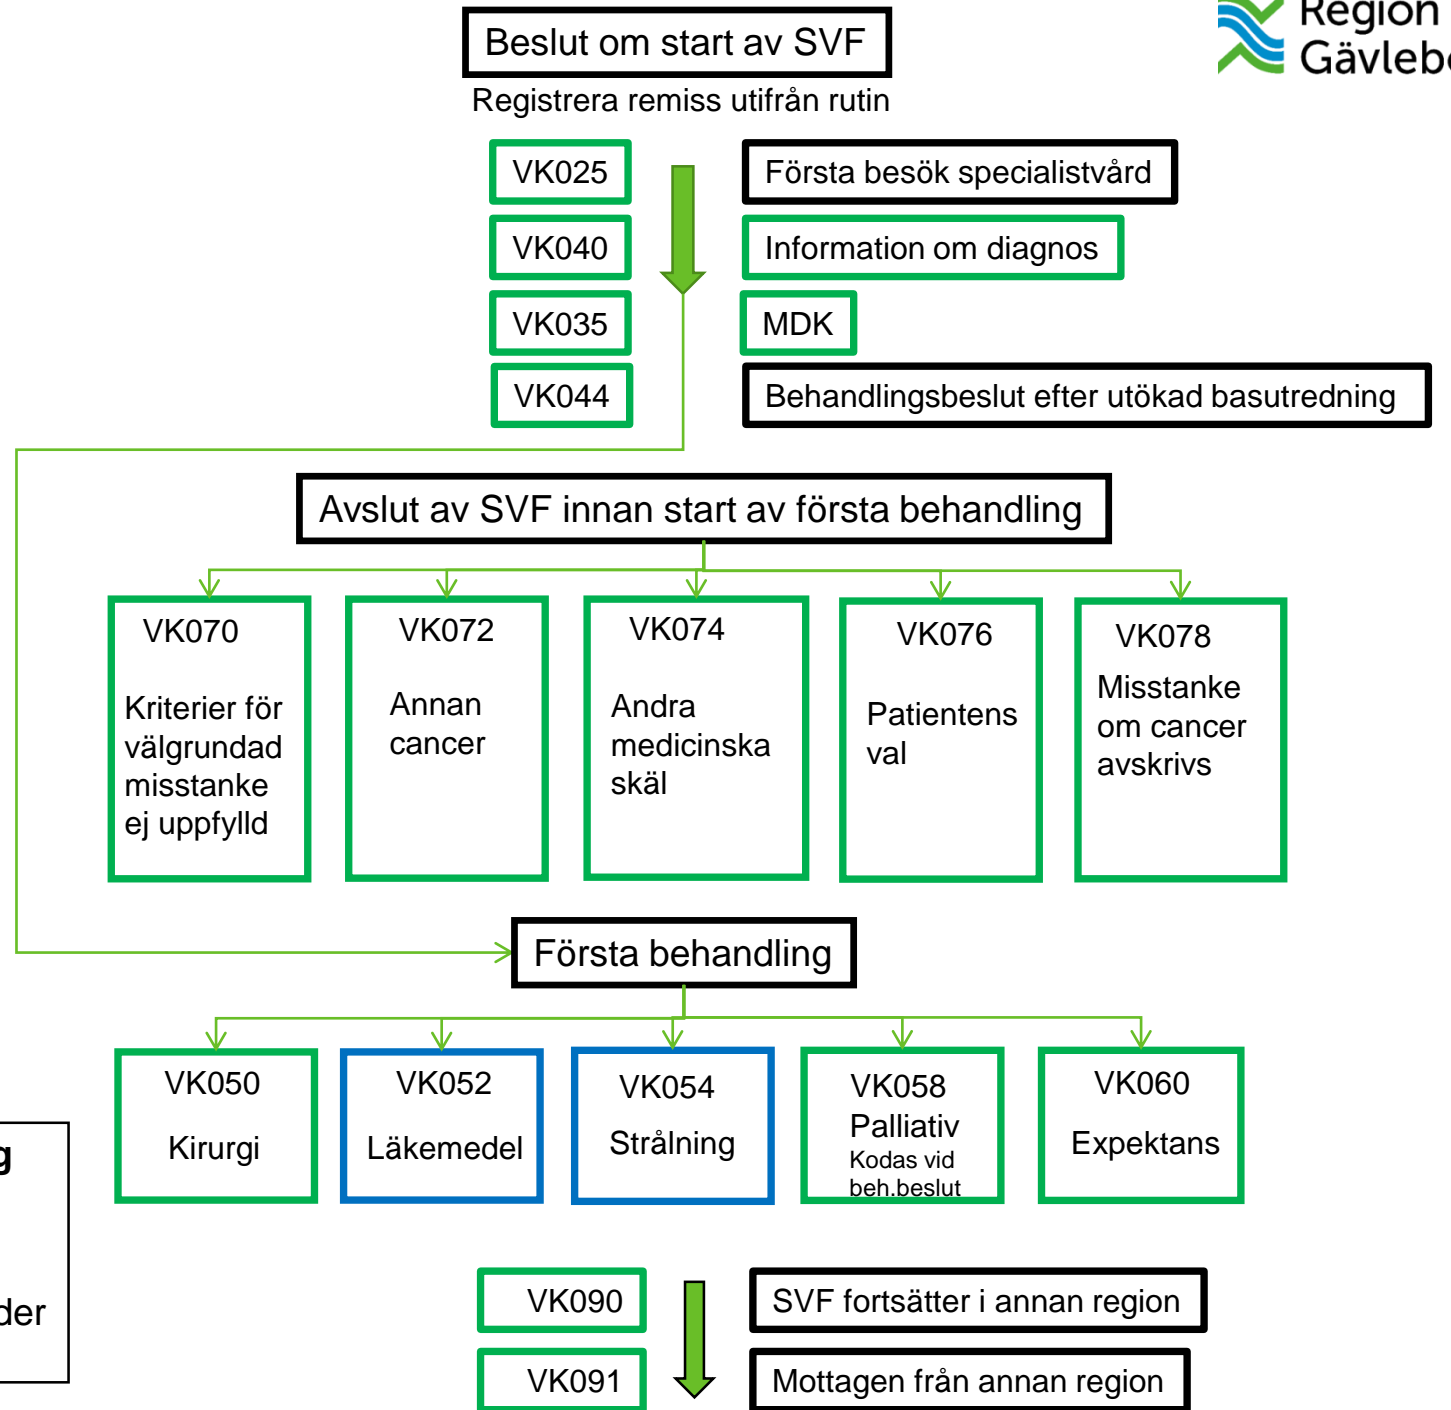 Region
Beslut om start av SVF
Registrera remiss utifrån rutin
VK025
Första besök specialistvård
VK040
Information om diagnos
VK035
MDK
VK044
Behandlingsbeslut efter utökad basutredning
Avslut av SVF innan start av första behandling
VK070
Kriterier för
välgrundad
misstanke
ej uppfylld
VK072
Annan
cancer
VK074
Andra
medicinska
skäl
VK076
Patientens
val
VK078
Misstanke
om cancer
avskrivs
Första behandling
VK050
Kirurgi
VK052
Läkemedel
VK054
Strålning
VK058
Palliativ
Kodas vid
beh.beslut
VK060
Expektans
VK090
SVF fortsätter i annan region
VK091
Mottagen från annan region